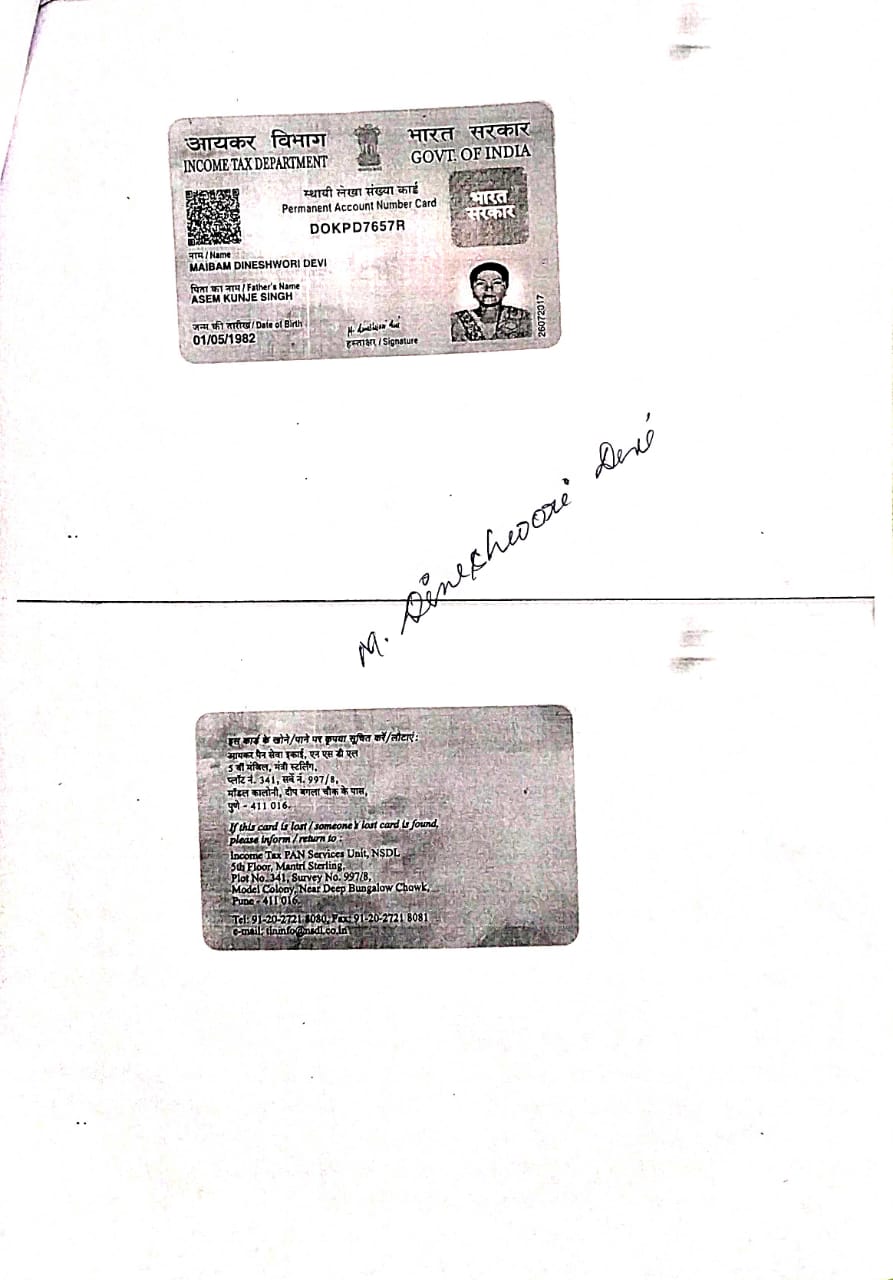 आयकर विभाग
INCOME TAX DEPARTMENT
भारत सरकार
GOVT. OF INDIA
स्थायी लेखा संख्या कार्ड
Permanent Account Number Card
DOKPD7657R
भारत
सरकार
नाम / Name
MAIBAM DINESHWORI DEVI
पिता का नाम / Father's Name
ASEM KUNJE SINGH
जन्म की तारीख / Date of Birth
01/05/1982
हस्ताक्षर / Signature
26072017
M. Dineshwori Devi
इस कार्ड के खोने/पाने पर कृपया सूचित करें/लौटाएं:
आयकर पैन सेवा इकाई, एन एस डी एल
5 वीं मंजिल, मंत्री स्टर्लिंग,
प्लॉट नं. 341, सर्वे नं. 997/8,
मॉडल कालोनी, दीप बंगला चौक के पास,
पुणे - 411 016.
If this card is lost / someone's lost card is found,
please inform / return to :
Income Tax PAN Services Unit, NSDL
5th Floor, Mantri Sterling,
Plot No. 341, Survey No. 997/8,
Model Colony, Near Deep Bungalow Chowk,
Pune - 411 016.
Tel: 91-20-2721 8080, Fax: 91-20-2721 8081
e-mail: tininfo@nsdl.co.in